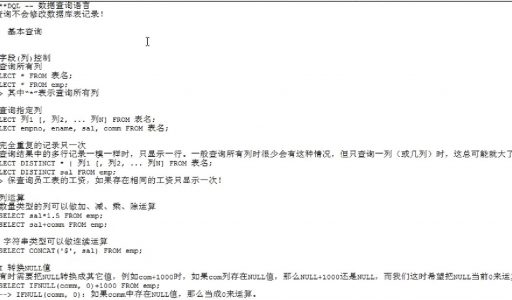 **DQL -- 数据查询语言
查询不会修改数据库表记录！
基本查询
字段(列)控制
查询所有列
LECT * FROM 表名;
LECT * FROM emp;
> 其中"*"表示查询所有列
查询指定列
LECT 列1 [, 列2, ... 列N] FROM 表名;
LECT empno, ename, sal, comm FROM 表名;
完全重复的记录只一次
查询结果中的多行记录一模一样时，只显示一行。一般查询所有列时很少会有这种情况，但只查询一列（或几列）时，这总可能就大了
LECT DISTINCT * | 列1 [, 列2, ... 列N] FROM 表名;
LECT DISTINCT sal FROM emp;
> 保查询员工表的工资，如果存在相同的工资只显示一次！
列运算
数量类型的列可以做加、减、乘、除运算
SELECT sal*1.5 FROM emp;
SELECT sal+comm FROM emp;
字符串类型可以做连续运算
SELECT CONCAT('$', sal) FROM emp;
I 转换NULL值
有时需要把NULL转换成其它值，例如com+1000时，如果com列存在NULL值，那么NULL+1000还是NULL，而我们这时希望把NULL当前0来运算。
SELECT IFNULL(comm, 0)+1000 FROM emp;
--> IFNULL(comm, 0): 如果comm中存在NULL值，那么当成0来运算。